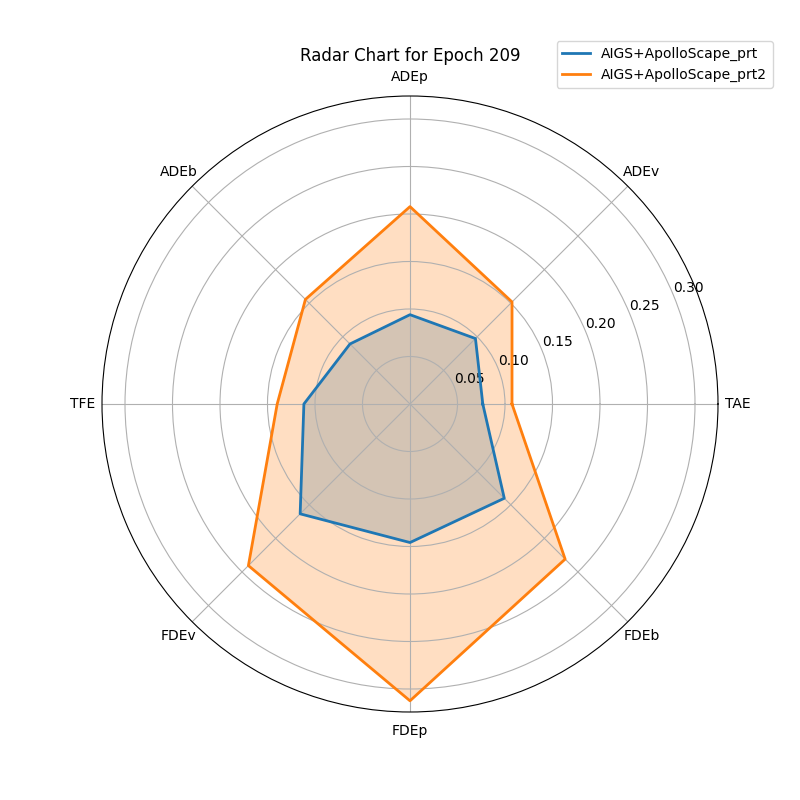 Radar Chart for Epoch 209
AIGS+ApolloScape_prt
AIGS+ApolloScape_prt2
ADEp
ADEb
ADEv
0.30
0.25
0.20
0.15
0.10
0.05
TFE
TAE
FDEv
FDEb
FDEp